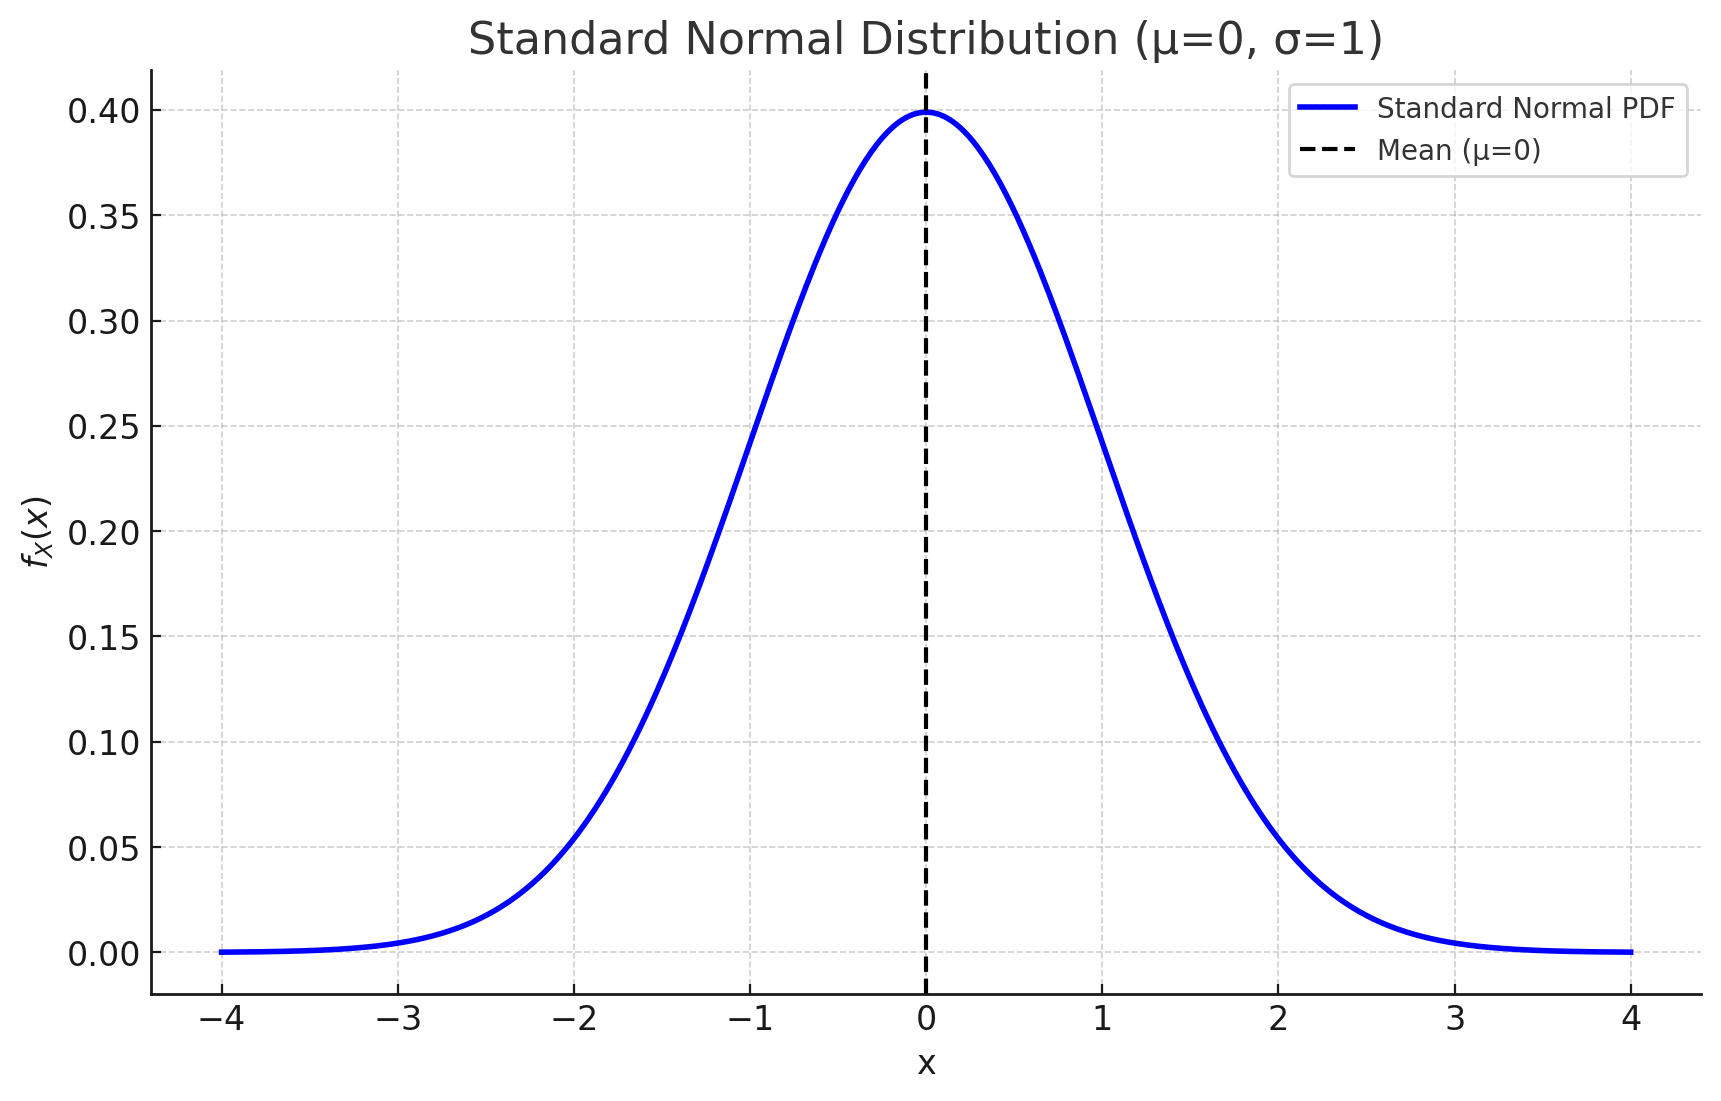 Standard Normal Distribution (μ=0, σ=1)
Standard Normal PDF
Mean (μ=0)
0.40
0.35
0.30
0.25
0.20
0.15
0.10
0.05
0.00
f_X(x)
−4 −3 −2 −1 0 1 2 3 4
x